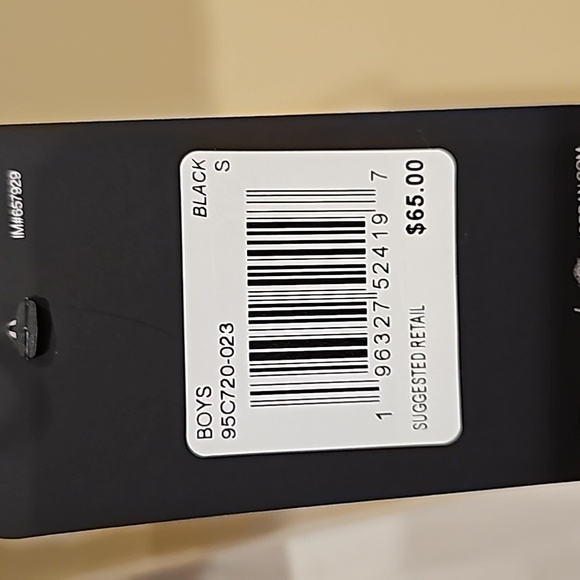 IM#657929
BOYS BLACK
95C720-023 S
1 96327 52419 7
SUGGESTED RETAIL $65.00